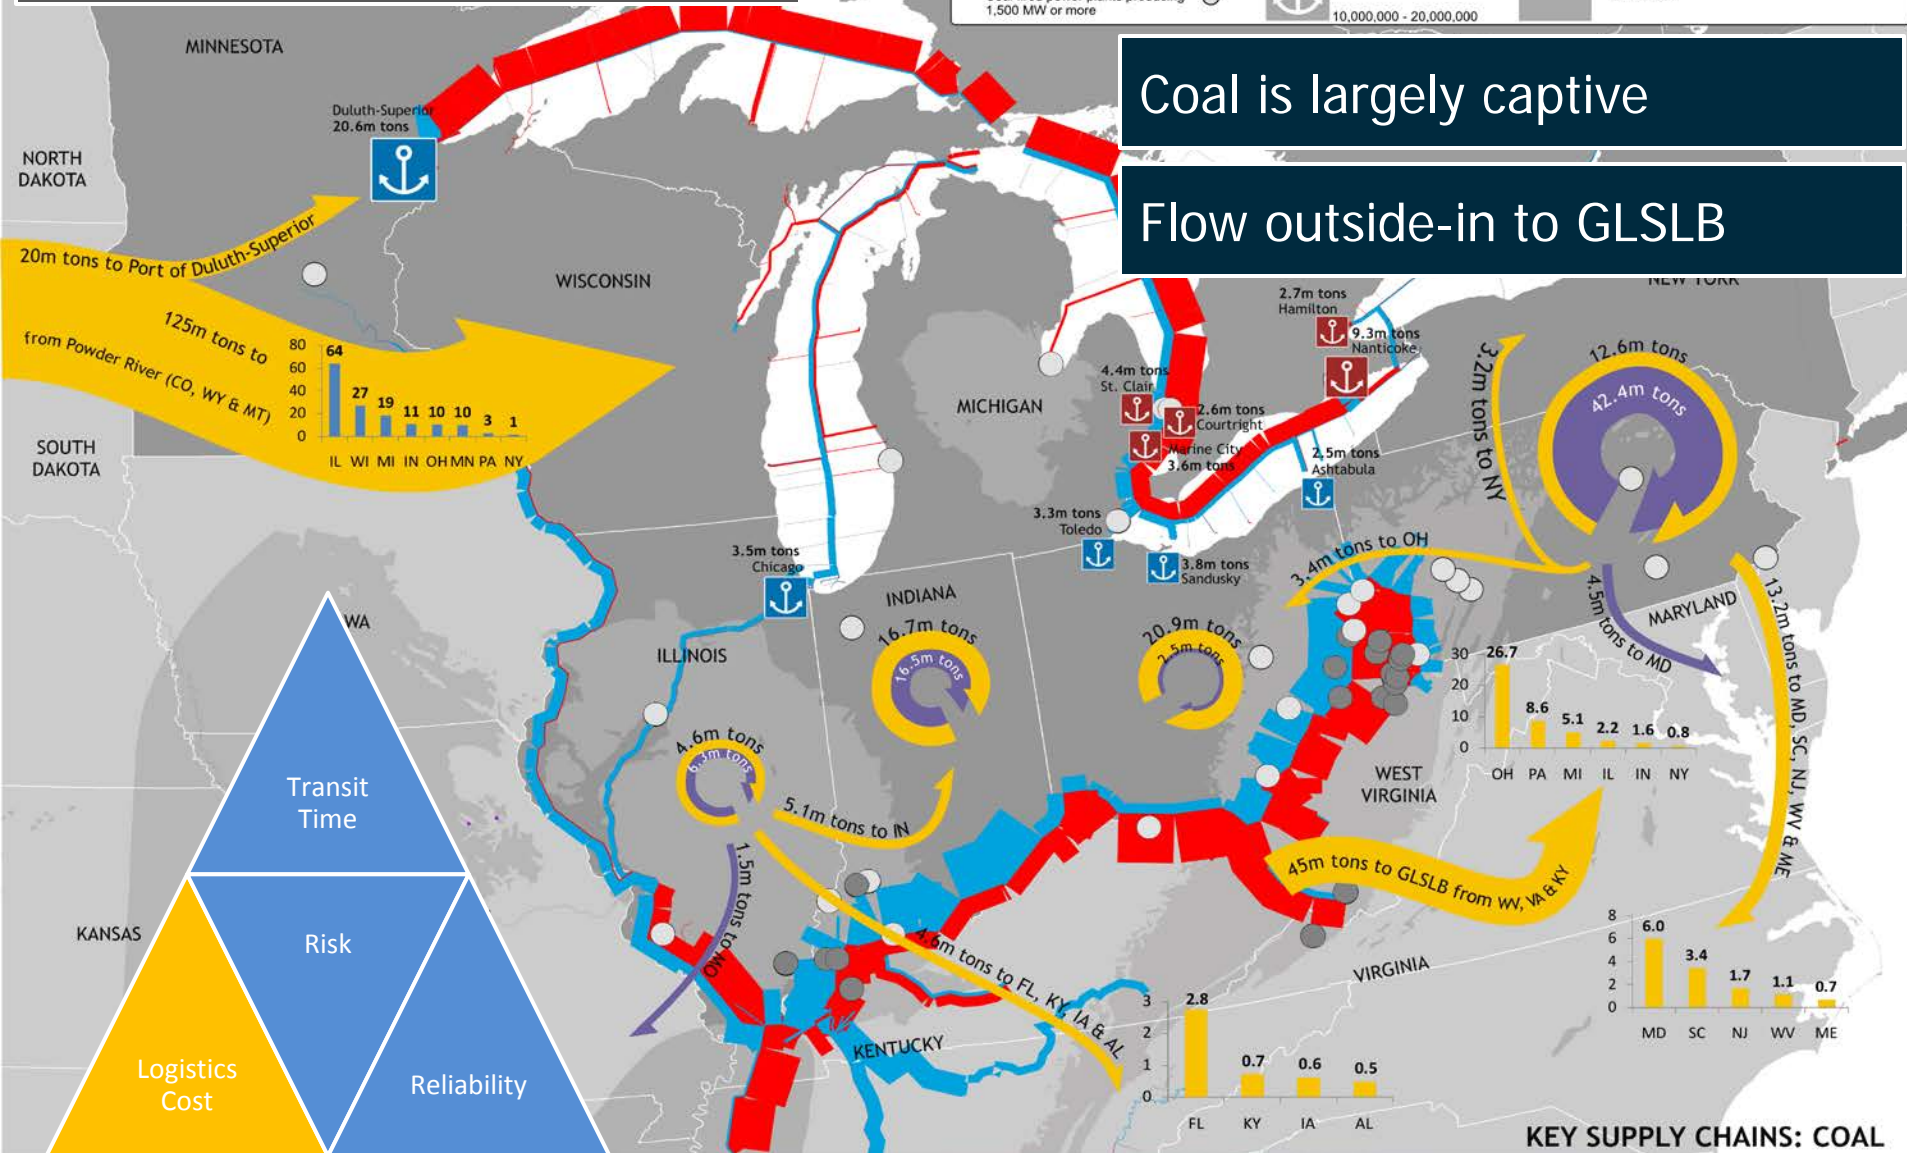 1,500 MW or more
10,000,000 - 20,000,000
Coal is largely captive
Flow outside-in to GLSLB
MINNESOTA
Duluth-Superior
20.6m tons
NORTH
DAKOTA
20m tons to Port of Duluth-Superior
WISCONSIN
125m tons to
from Powder River (CO, WY & MT)
80
60
40
20
0
64
27
19
11
10
10
3
1
IL
WI
MI
IN
OH
MN
PA
NY
SOUTH
DAKOTA
MICHIGAN
2.7m tons
Hamilton
9.3m tons
Nanticoke
4.4m tons
St. Clair
2.6m tons
Courtright
Marine City
3.6m tons
2.5m tons
Ashtabula
3.3m tons
Toledo
3.8m tons
Sandusky
3.5m tons
Chicago
NEW YORK
3.2m tons to NY
12.6m tons
42.4m tons
3.4m tons to OH
4.5m tons to MD
MARYLAND
13.2m tons to MD, SC, NJ, WV & ME
INDIANA
16.7m tons
16.5m tons
20.9m tons
2.5m tons
ILLINOIS
4.6m tons
6.3m tons
5.1m tons to IN
1.5m tons to MO
4.6m tons to FL, KY, IA & AL
WA
KANSAS
Transit
Time
Risk
Logistics
Cost
Reliability
30
20
10
0
26.7
8.6
5.1
2.2
1.6
0.8
OH
PA
MI
IL
IN
NY
WEST
VIRGINIA
45m tons to GLSLB from WV, VA & KY
VIRGINIA
KENTUCKY
8
6
4
2
0
6.0
3.4
1.7
1.1
0.7
MD
SC
NJ
WV
ME
3
2
1
0
2.8
0.7
0.6
0.5
FL
KY
IA
AL
KEY SUPPLY CHAINS: COAL